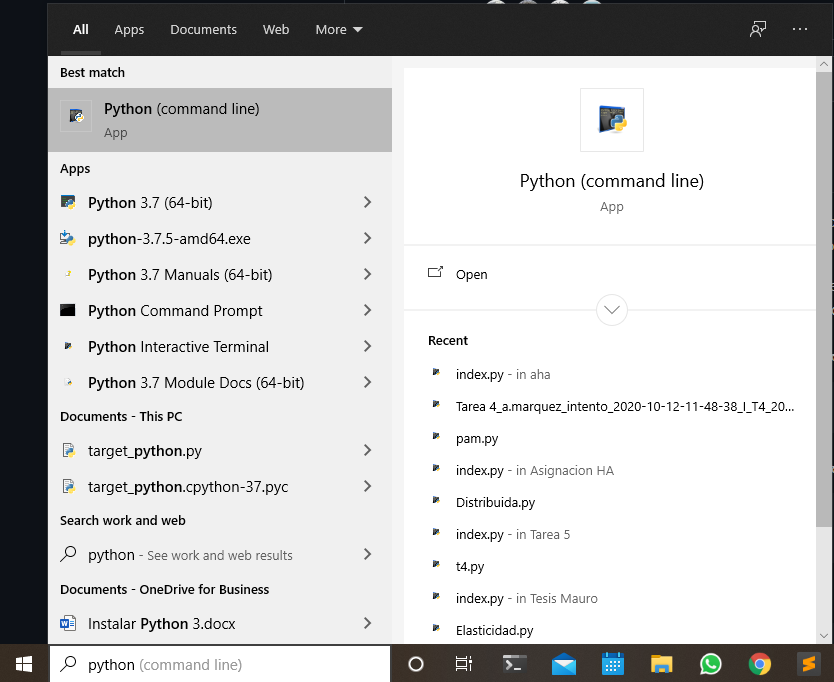 All Apps Documents Web More
Best match
Python (command line)
App
Apps
Python 3.7 (64-bit)
python-3.7.5-amd64.exe
Python 3.7 Manuals (64-bit)
Python Command Prompt
Python Interactive Terminal
Python 3.7 Module Docs (64-bit)
Documents - This PC
target_python.py
target_python.cpython-37.pyc
Search work and web
python - See work and web results
Documents - OneDrive for Business
Instalar Python 3.docx
Python (command line)
App
Open
Recent
index.py - in aha
Tarea 4_a.marquez_intento_2020-10-12-11-48-38_I_T4_20...
pam.py
index.py - in Asignacion HA
Distribuida.py
index.py - in Tarea 5
t4.py
index.py - in Tesis Mauro
Elasticidad.py
python (command line)